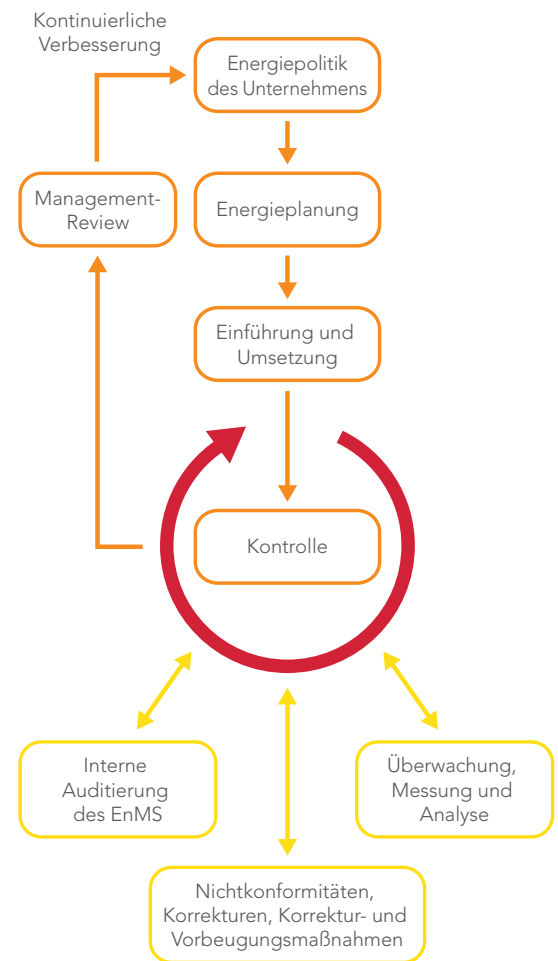 Kontinuierliche
Verbesserung
Energiepolitik
des Unternehmens
Management-
Review
Energieplanung
Einführung und
Umsetzung
Kontrolle
Interne
Auditierung
des EnMS
Überwachung,
Messung und
Analyse
Nichtkonformitäten,
Korrekturen, Korrektur- und
Vorbeugungsmaßnahmen